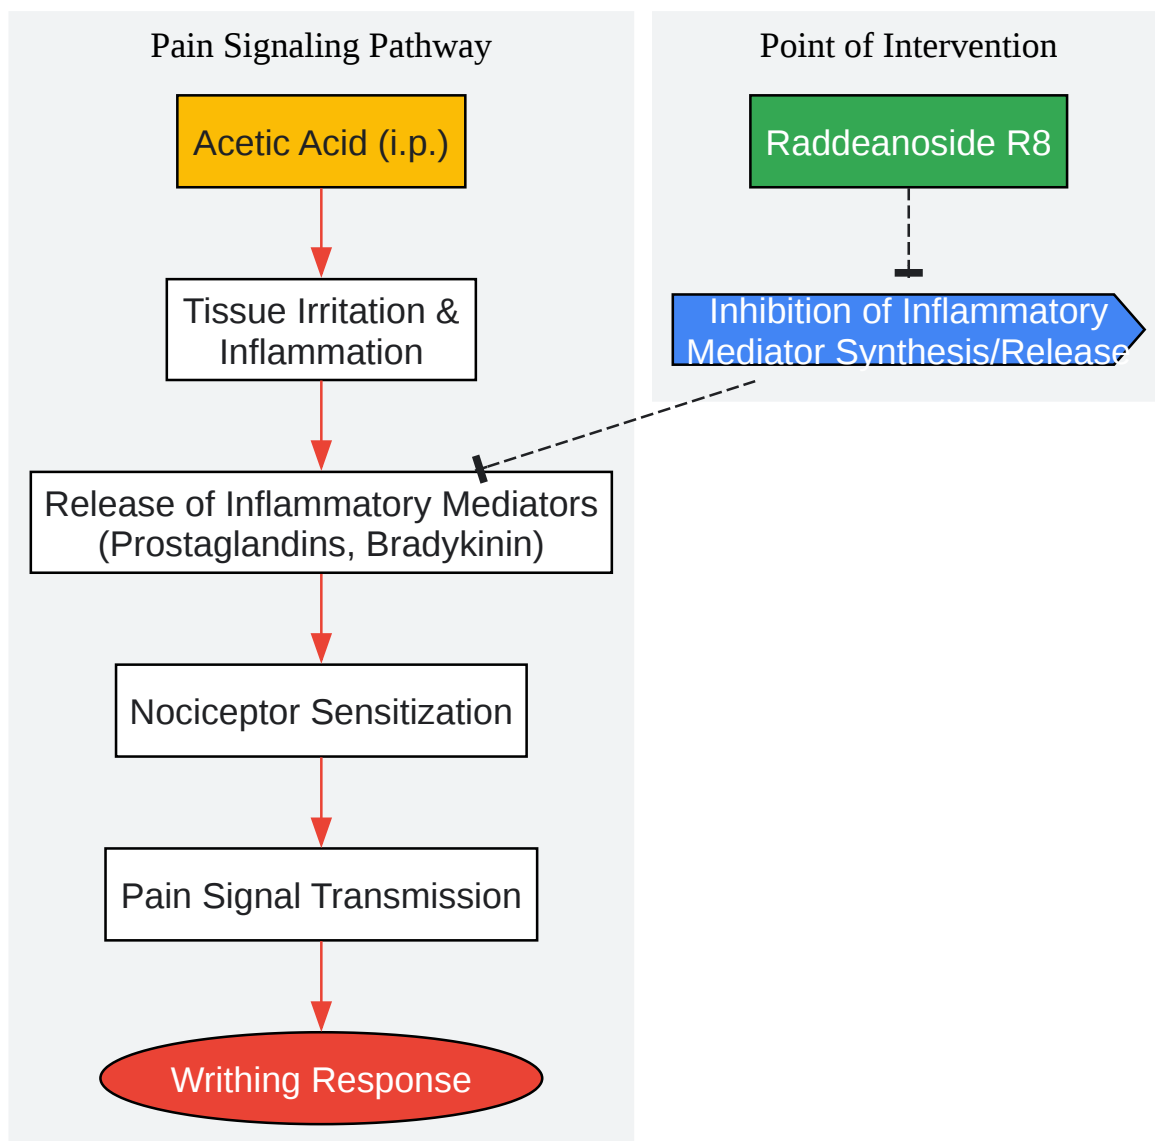 Pain Signaling Pathway
Acetic Acid (i.p.)
Tissue Irritation &
Inflammation
Release of Inflammatory Mediators
(Prostaglandins, Bradykinin)
Nociceptor Sensitization
Pain Signal Transmission
Writhing Response
Point of Intervention
Raddeanoside R8
Inhibition of Inflammatory
Mediator Synthesis/Release